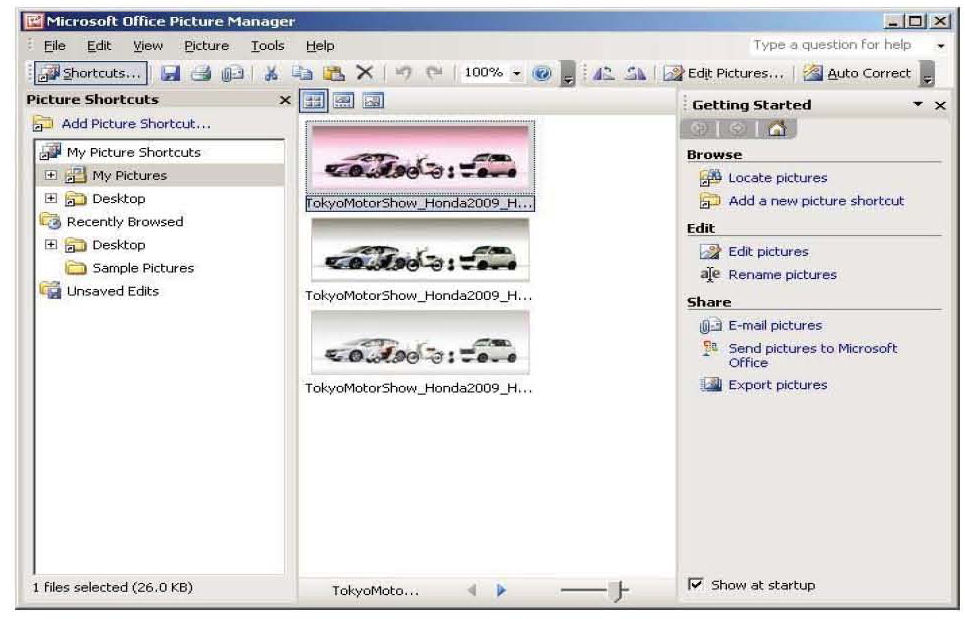 Microsoft Office Picture Manager
File Edit View Picture Tools Help
Type a question for help
Shortcuts...
100%
Edit Pictures...
Auto Correct
Picture Shortcuts
Add Picture Shortcut...
My Picture Shortcuts
My Pictures
Desktop
Recently Browsed
Desktop
Sample Pictures
Unsaved Edits
1 files selected (26.0 KB)
TokyoMotorShow_Honda2009_H...
TokyoMotorShow_Honda2009_H...
TokyoMotorShow_Honda2009_H...
TokyoMoto...
Getting Started
Browse
Locate pictures
Add a new picture shortcut
Edit
Edit pictures
Rename pictures
Share
E-mail pictures
Send pictures to Microsoft
Office
Export pictures
Show at startup